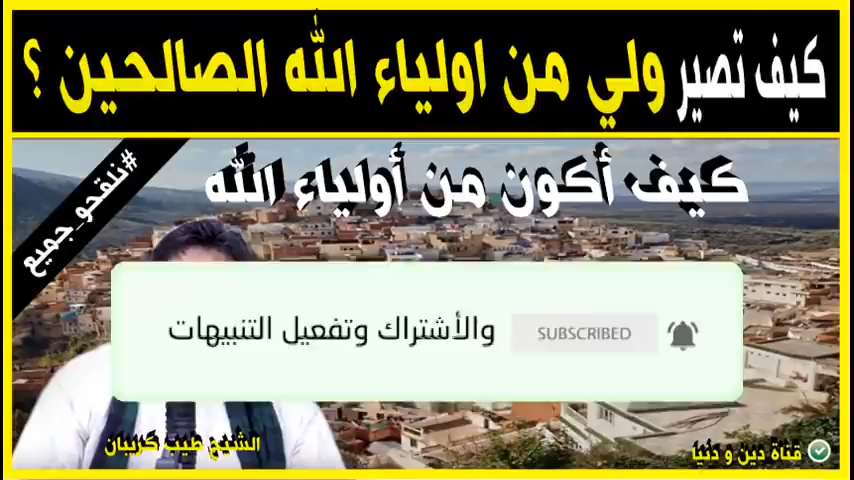 كيف تصير ولي من اولياء الله الصالحين ؟
كيف أكون من أولياء الله
#نلقحو_جميع
والأشتراك وتفعيل التنبيهات
SUBSCRIBED
الشيخ طيب كريبان
قناة دين و دنيا